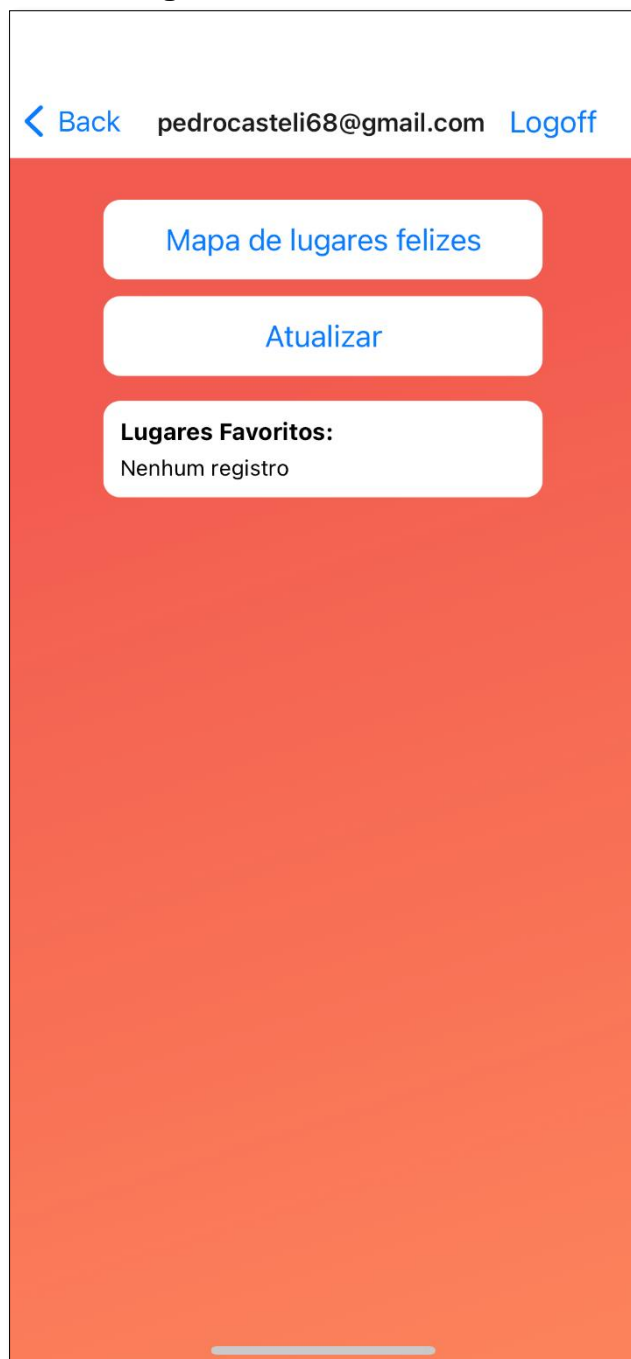 Back pedrocasteli68@gmail.com Logoff
Mapa de lugares felizes
Atualizar
Lugares Favoritos:
Nenhum registro